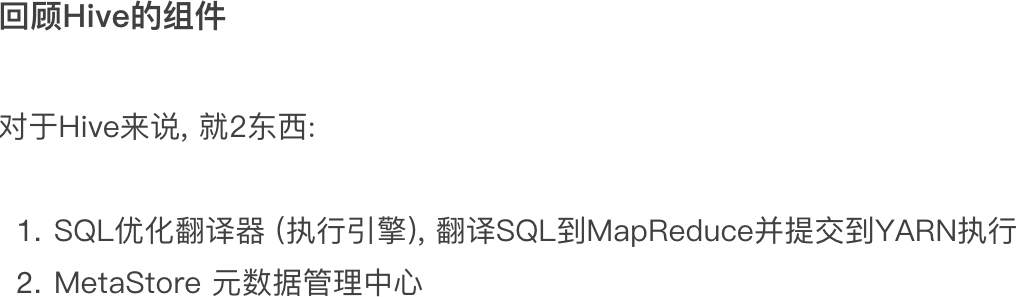 回顾Hive的组件
对于Hive来说, 就2东西:
1. SQL优化翻译器 (执行引擎), 翻译SQL到MapReduce并提交到YARN执行
2. MetaStore 元数据管理中心